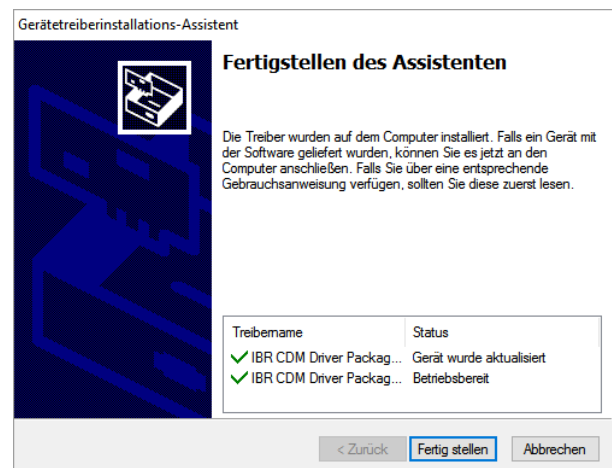 Gerätetreiberinstallations-Assistent
Fertigstellen des Assistenten
Die Treiber wurden auf dem Computer installiert. Falls ein Gerät mit
der Software geliefert wurden, können Sie es jetzt an den
Computer anschließen. Falls Sie über eine entsprechende
Gebrauchsanweisung verfügen, sollten Sie diese zuerst lesen.
Treibername Status
IBR CDM Driver Packag... Gerät wurde aktualisiert
IBR CDM Driver Packag... Betriebsbereit
< Zurück Fertig stellen Abbrechen